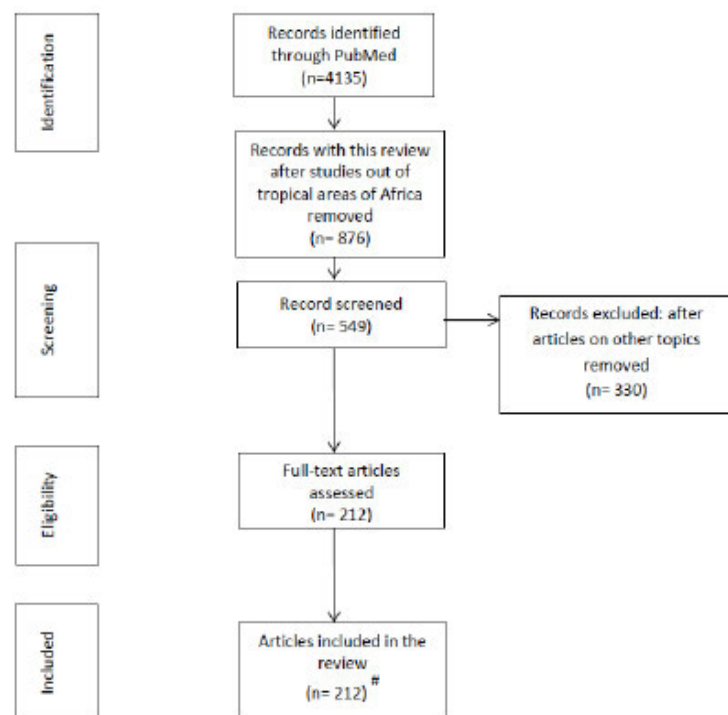 Identification
Records identified
through PubMed
(n=4135)
Records with this review
after studies out of
tropical areas of Africa
removed
(n= 876)
Screening
Record screened
(n= 549)
Records excluded: after
articles on other topics
removed
(n= 330)
Eligibility
Full-text articles
assessed
(n= 212)
Included
Articles included in the
review
(n= 212) #